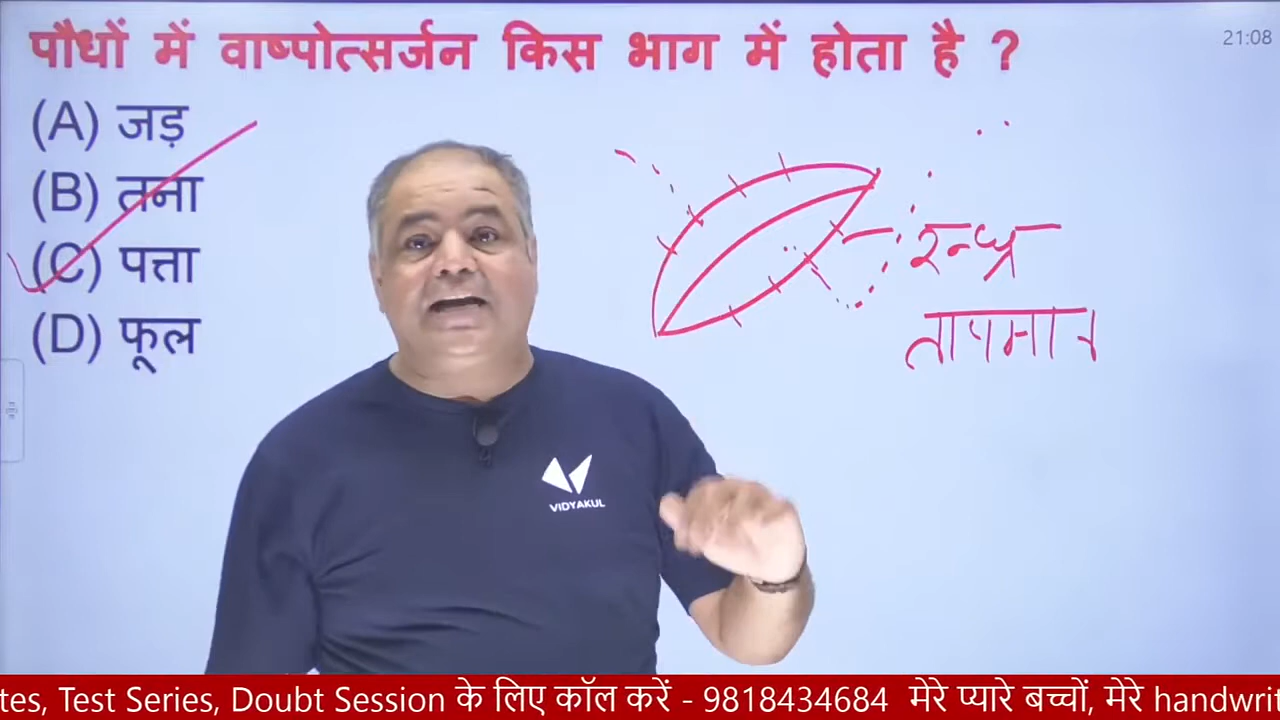 पौधों में वाष्पोत्सर्जन किस भाग में होता है ?
21:08
(A) जड़
(B) तना
(C) पत्ता
(D) फूल
रन्ध्र
तापमान
VIDYAKUL
tes, Test Series, Doubt Session के लिए कॉल करें - 9818434684 मेरे प्यारे बच्चों, मेरे handwrit